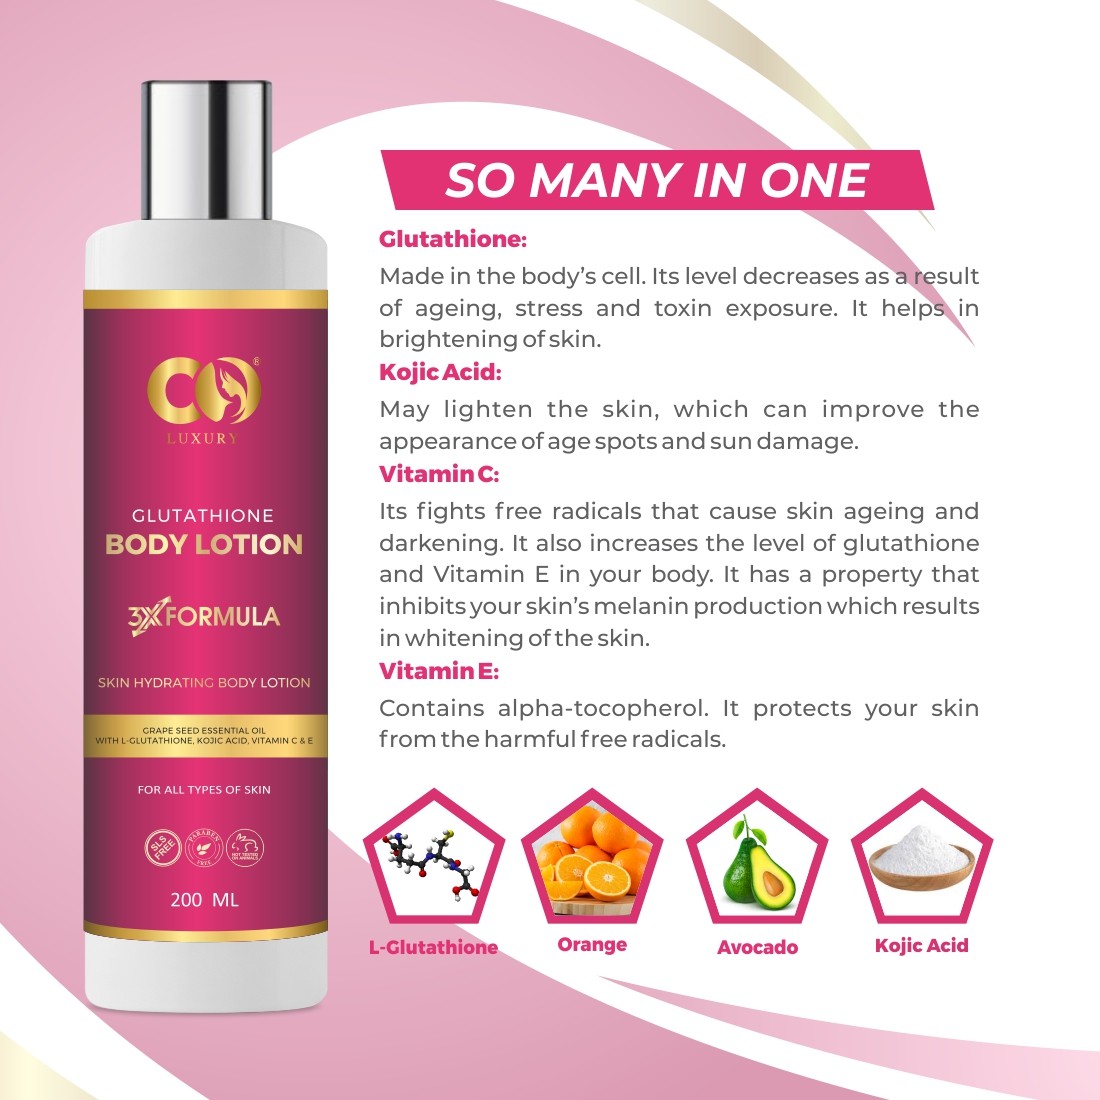 CO®
LUXURY
GLUTATHIONE
BODY LOTION
3X FORMULA
SKIN HYDRATING BODY LOTION
GRAPE SEED ESSENTIAL OIL
WITH L-GLUTATHIONE, KOJIC ACID, VITAMIN C & E
FOR ALL TYPES OF SKIN
SLS
FREE
PARABEN
FREE
NOT TESTED
ON ANIMALS
200 ML
SO MANY IN ONE
Glutathione:
Made in the body’s cell. Its level decreases as a result
of ageing, stress and toxin exposure. It helps in
brightening of skin.
Kojic Acid:
May lighten the skin, which can improve the
appearance of age spots and sun damage.
Vitamin C:
Its fights free radicals that cause skin ageing and
darkening. It also increases the level of glutathione
and Vitamin E in your body. It has a property that
inhibits your skin’s melanin production which results
in whitening of the skin.
Vitamin E:
Contains alpha-tocopherol. It protects your skin
from the harmful free radicals.
L-Glutathione
Orange
Avocado
Kojic Acid